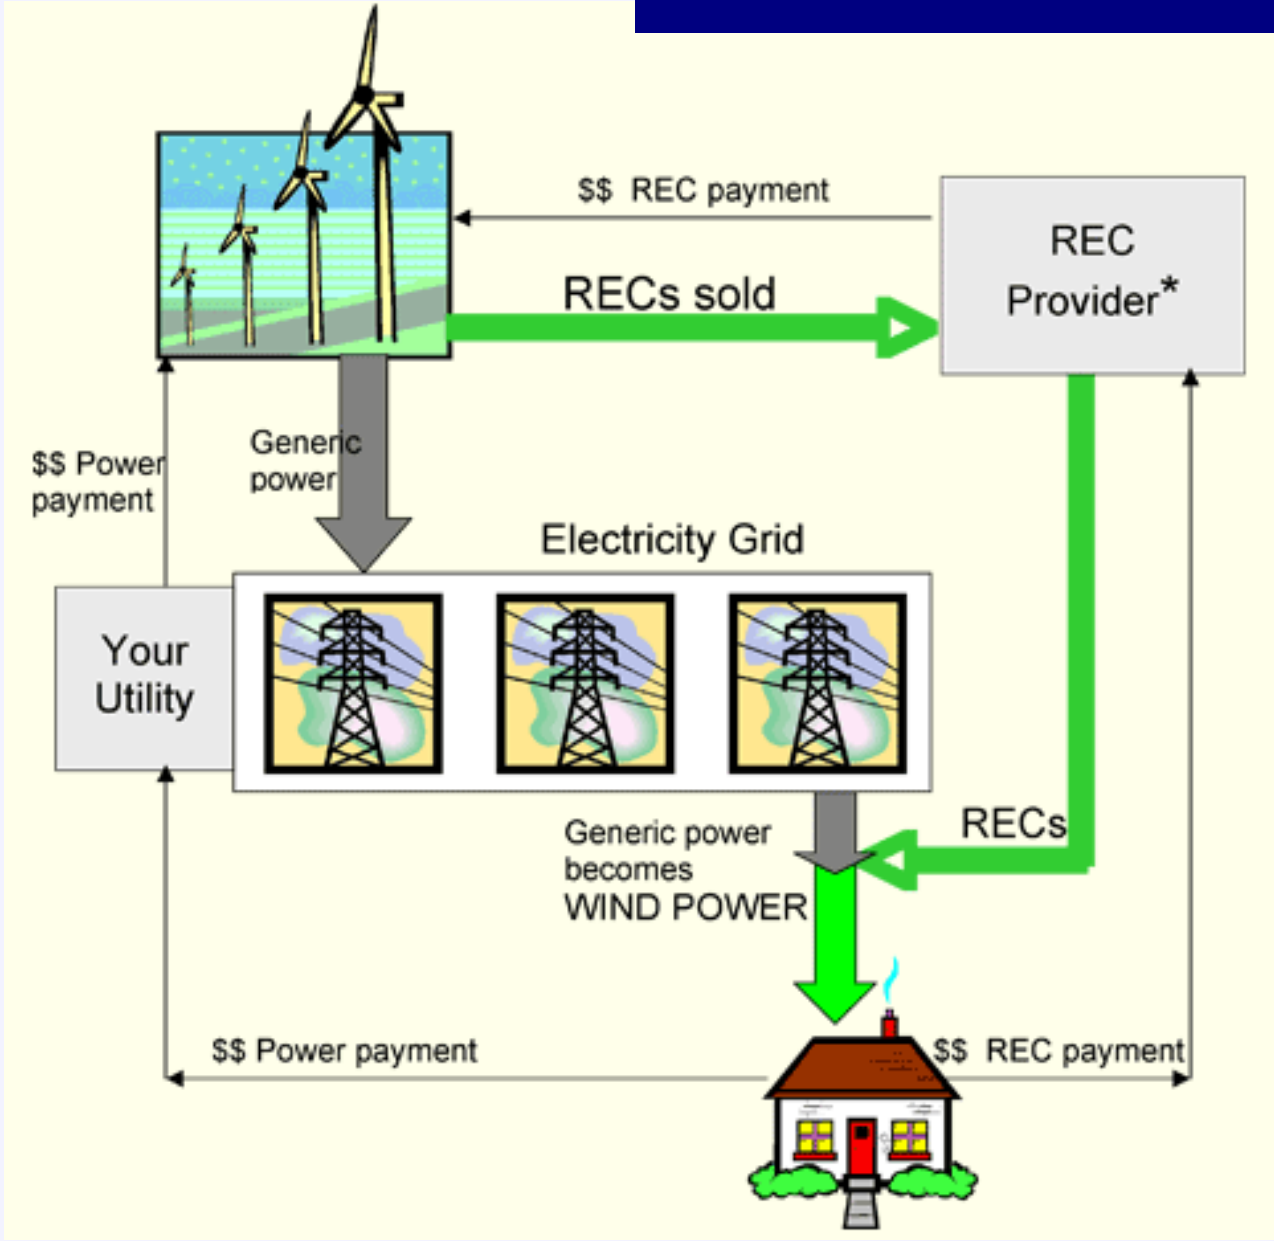 $$  REC payment
REC
Provider*
RECs sold
Generic
power
$$ Power
payment
Electricity Grid
Your
Utility
Generic power
becomes
WIND POWER
RECs
$$ Power payment
$$  REC payment